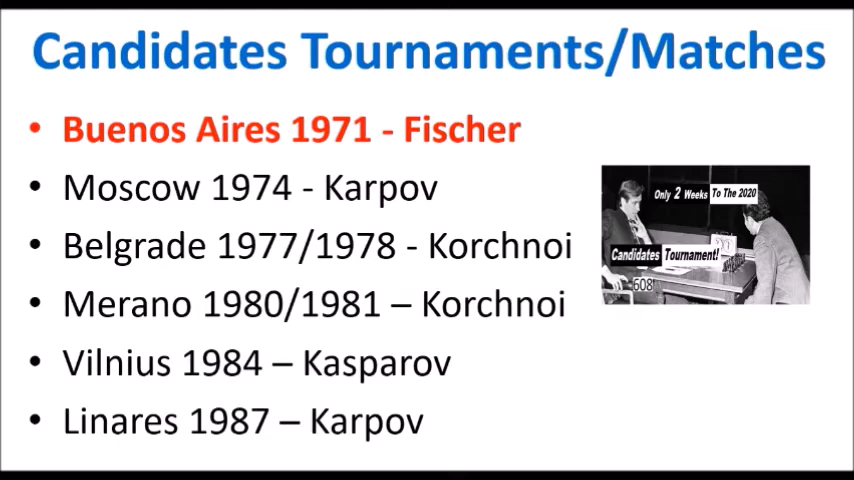 Candidates Tournaments/Matches
• Buenos Aires 1971 - Fischer
• Moscow 1974 - Karpov
• Belgrade 1977/1978 - Korchnoi
• Merano 1980/1981 – Korchnoi
• Vilnius 1984 – Kasparov
• Linares 1987 – Karpov
Only 2 Weeks To The 2020
Candidates Tournament!
608